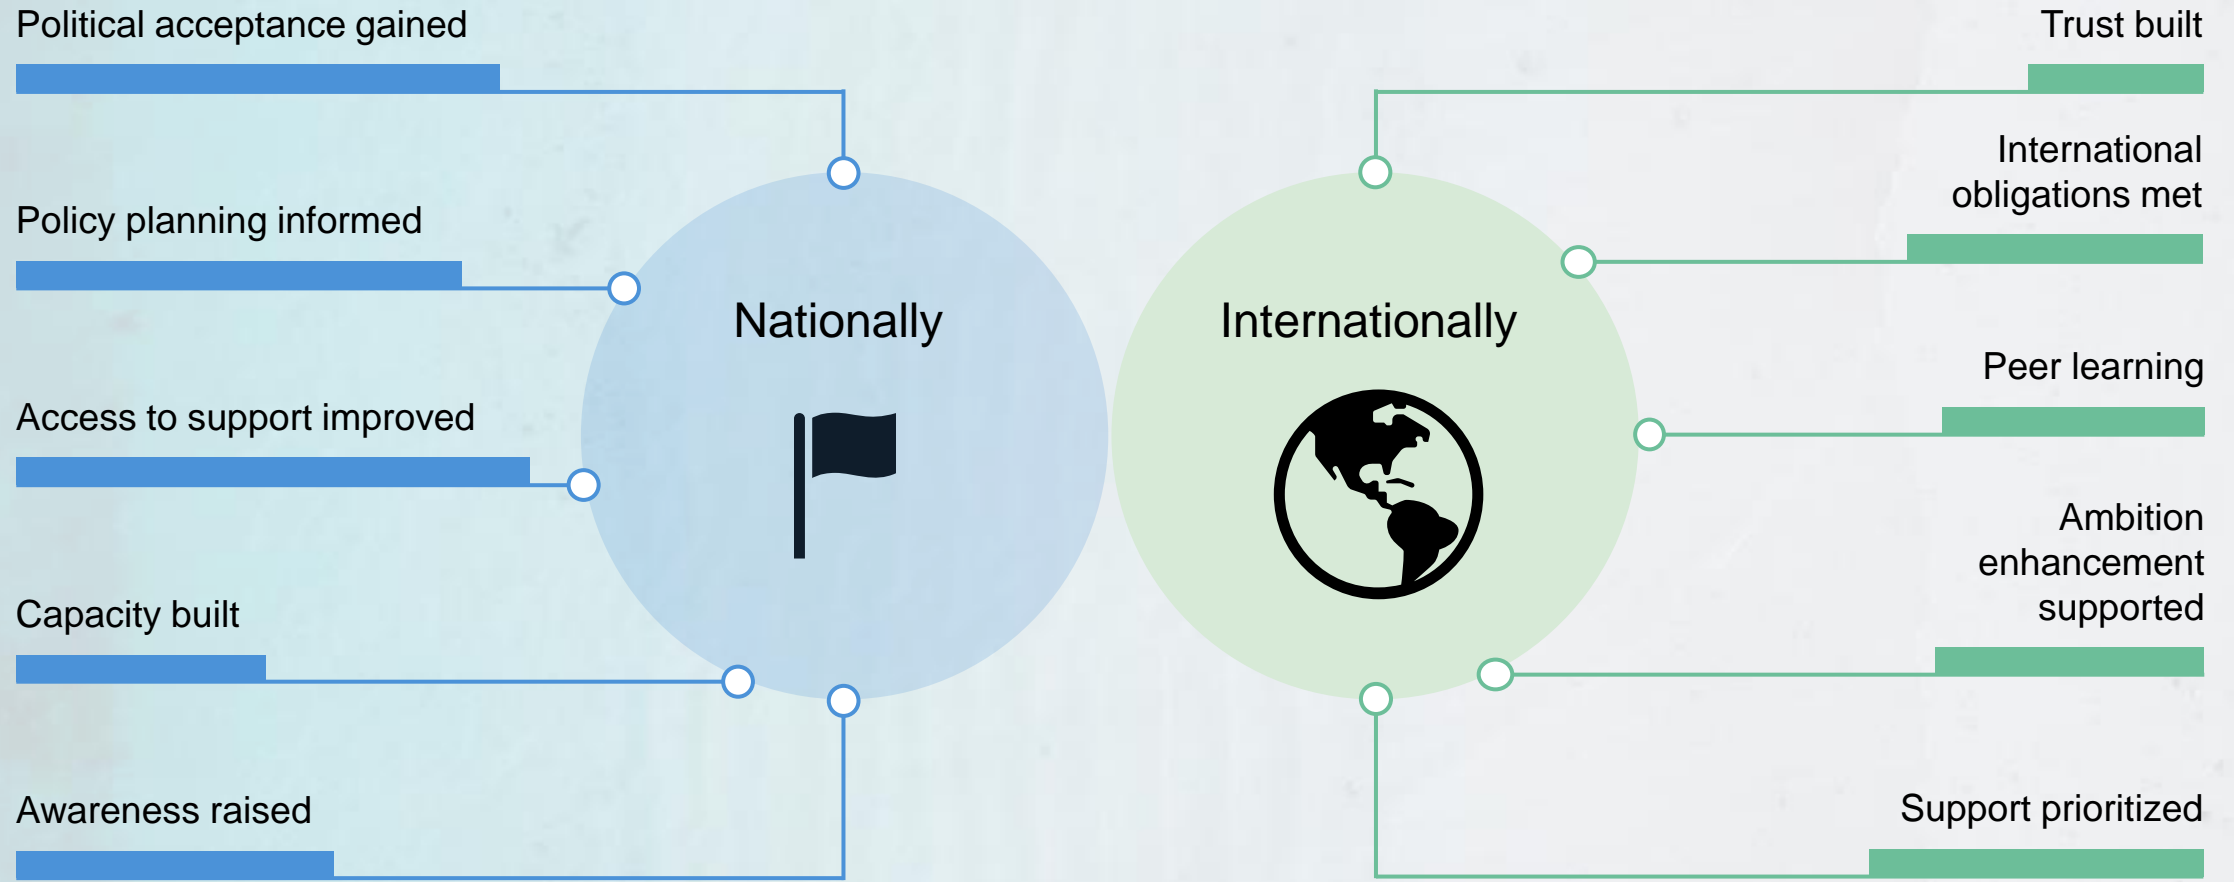 Political acceptance gained
Policy planning informed
Access to support improved
Capacity built
Awareness raised
Nationally
Internationally
Trust built
International
obligations met
Peer learning
Ambition
enhancement
supported
Support prioritized